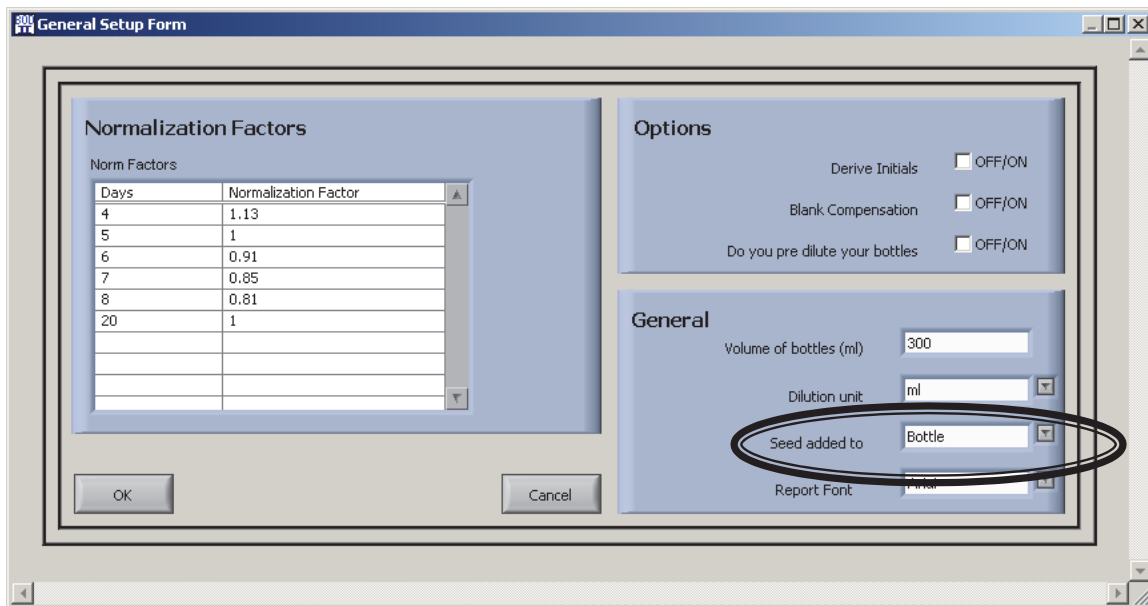 General Setup Form
Normalization Factors
Norm Factors
Days Normalization Factor
4 1.13
5 1
6 0.91
7 0.85
8 0.81
20 1
OK
Cancel
Options
Derive Initials OFF/ON
Blank Compensation OFF/ON
Do you pre dilute your bottles OFF/ON
General
Volume of bottles (ml) 300
Dilution unit ml
Seed added to Bottle
Report Font Arial